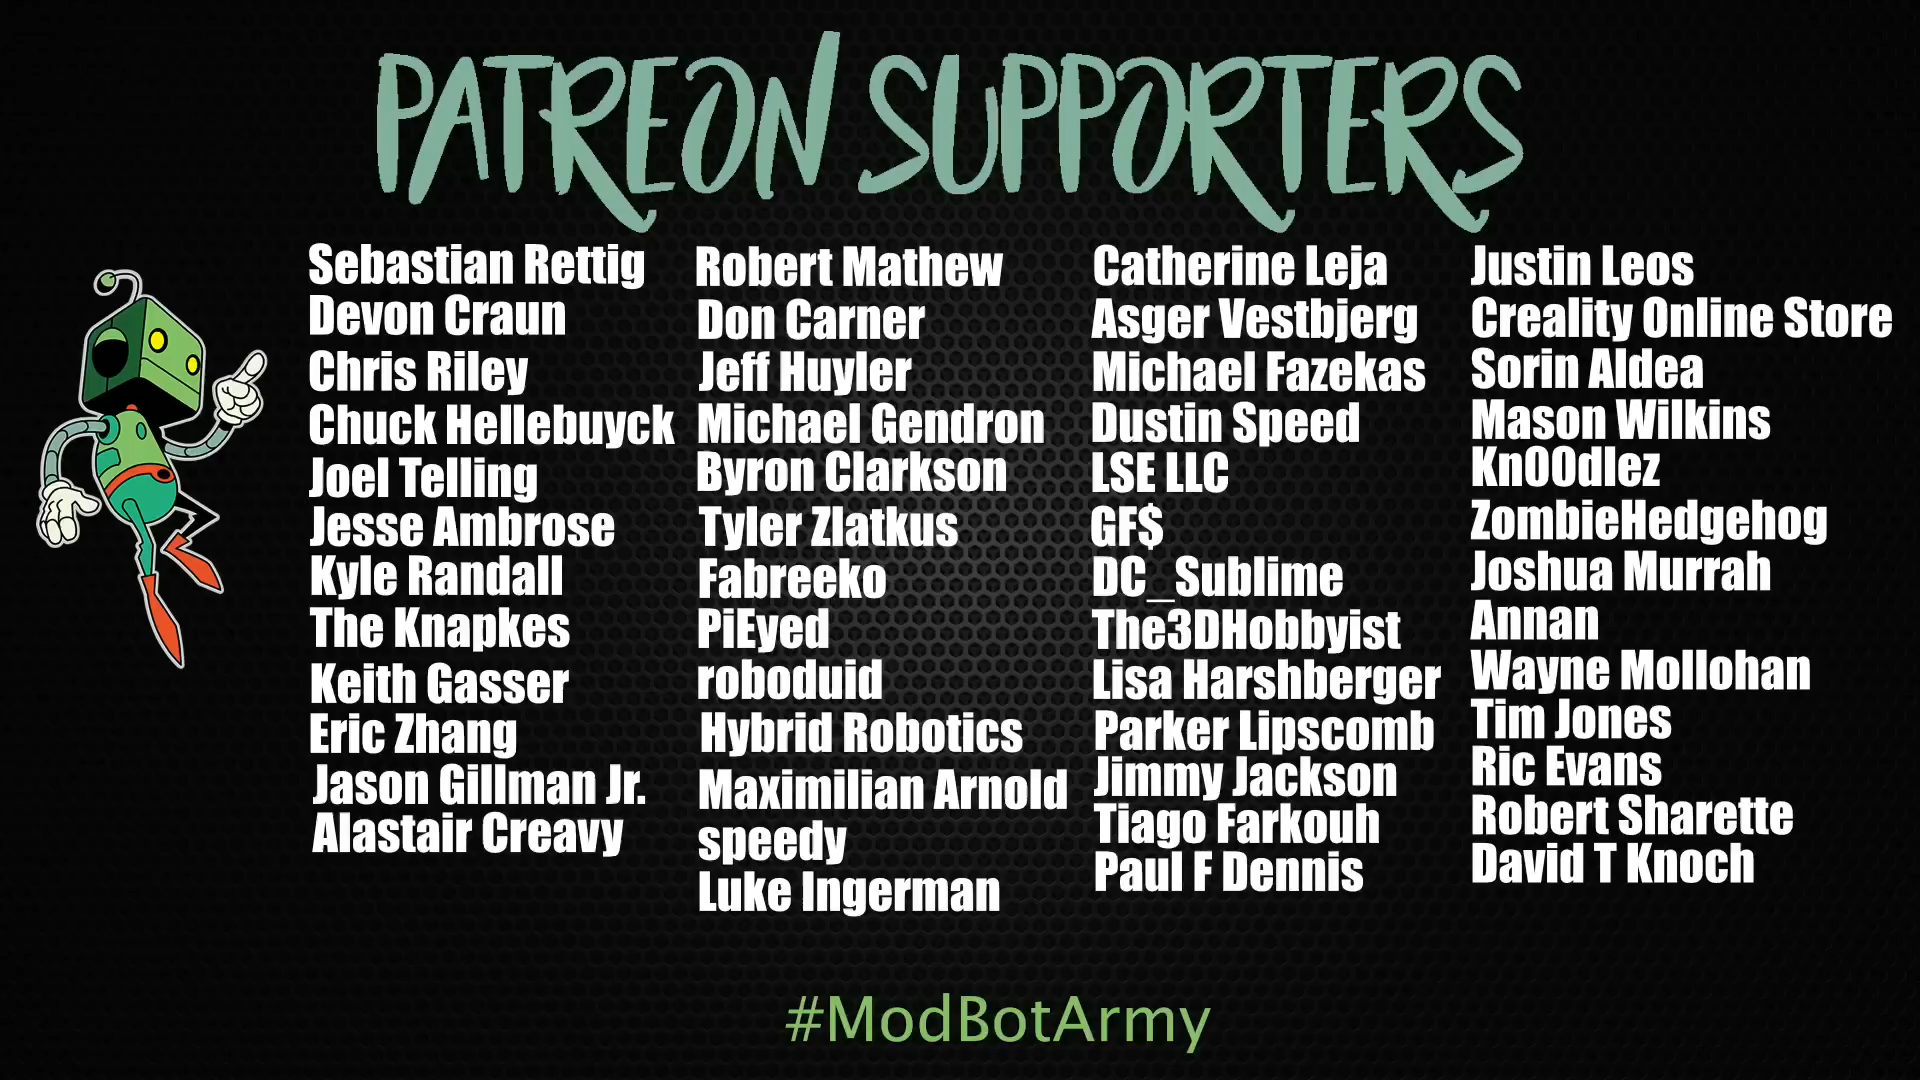 PATREON SUPPORTERS
Sebastian Rettig
Devon Craun
Chris Riley
Chuck Hellebuyck
Joel Telling
Jesse Ambrose
Kyle Randall
The Knapkes
Keith Gasser
Eric Zhang
Jason Gillman Jr.
Alastair Creavy
Robert Mathew
Don Carner
Jeff Huyler
Michael Gendron
Byron Clarkson
Tyler Zlatkus
Fabreeko
PiEyed
roboduid
Hybrid Robotics
Maximilian Arnold
speedy
Luke Ingerman
Catherine Leja
Asger Vestbjerg
Michael Fazekas
Dustin Speed
LSE LLC
GF$
DC_Sublime
The3DHobbyist
Lisa Harshberger
Parker Lipscomb
Jimmy Jackson
Tiago Farkouh
Paul F Dennis
Justin Leos
Creality Online Store
Sorin Aldea
Mason Wilkins
Kn00dlez
ZombieHedgehog
Joshua Murrah
Annan
Wayne Mollohan
Tim Jones
Ric Evans
Robert Sharette
David T Knoch
#ModBotArmy